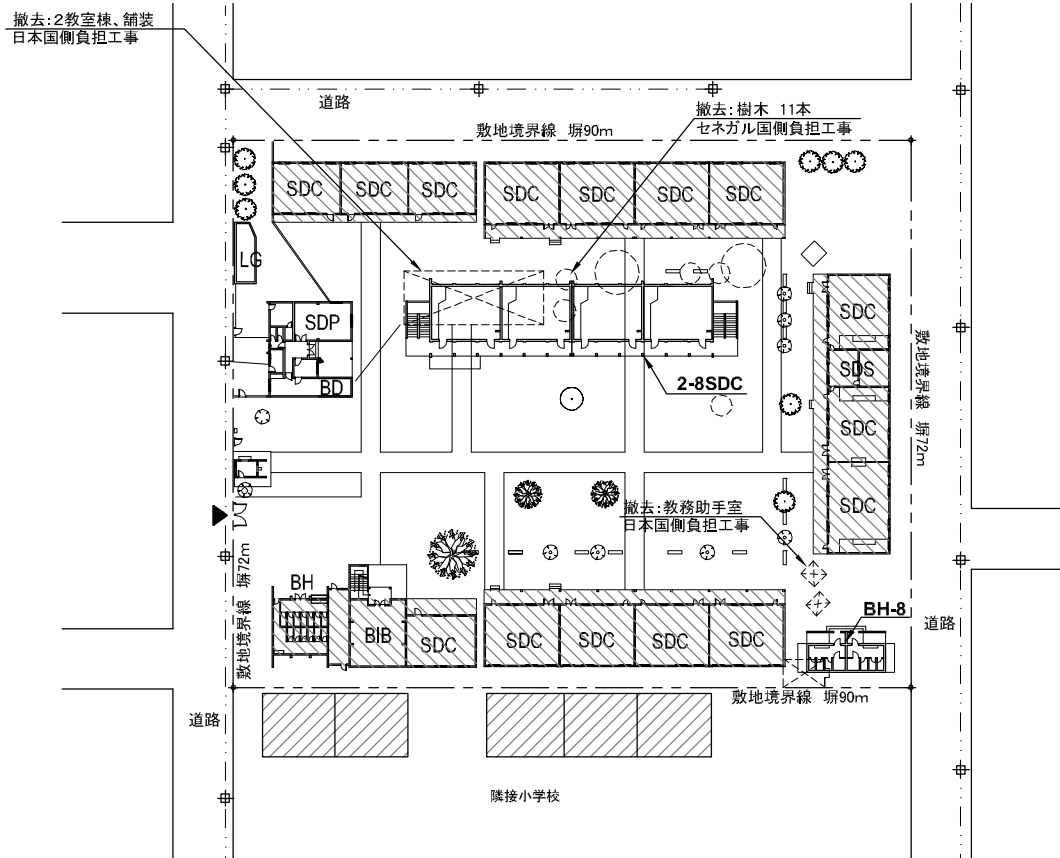 撤去:2教室棟、舗装
日本国側負担工事
道路
撤去:樹木 11本
セネガル国側負担工事
敷地境界線 塀90m
SDC
SDC
SDC
SDC
SDC
SDC
SDC
LG
SDP
BD
2-8SDC
SDC
SDS
SDC
SDC
敷地境界線 塀72m
撤去:教務助手室
日本国側負担工事
敷地境界線 塀72m
BH
BIB
SDC
SDC
SDC
SDC
SDC
BH-8
道路
敷地境界線 塀90m
道路
隣接小学校